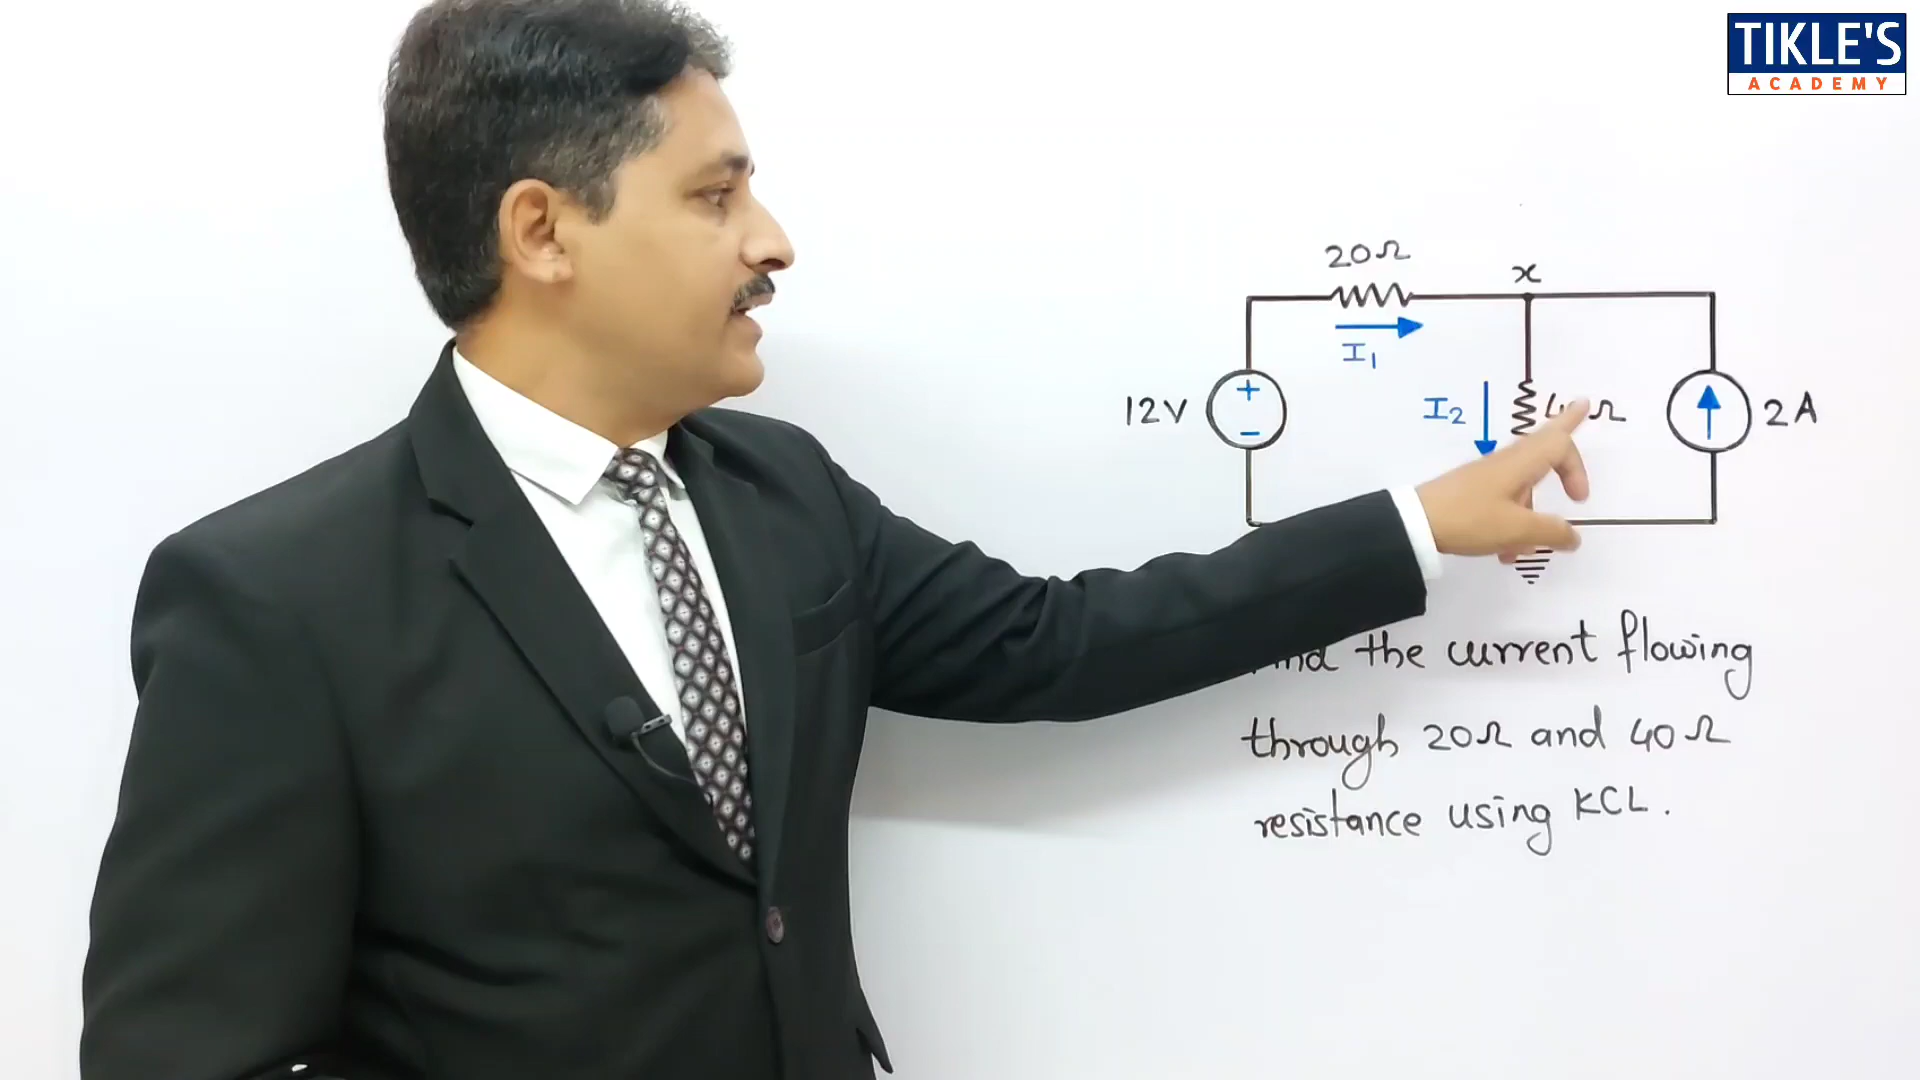 TIKLE'S
ACADEMY
20Ω
x
I₁
12V
+
−
I₂
2A
the current flowing
through 20Ω and 40Ω
resistance using KCL.